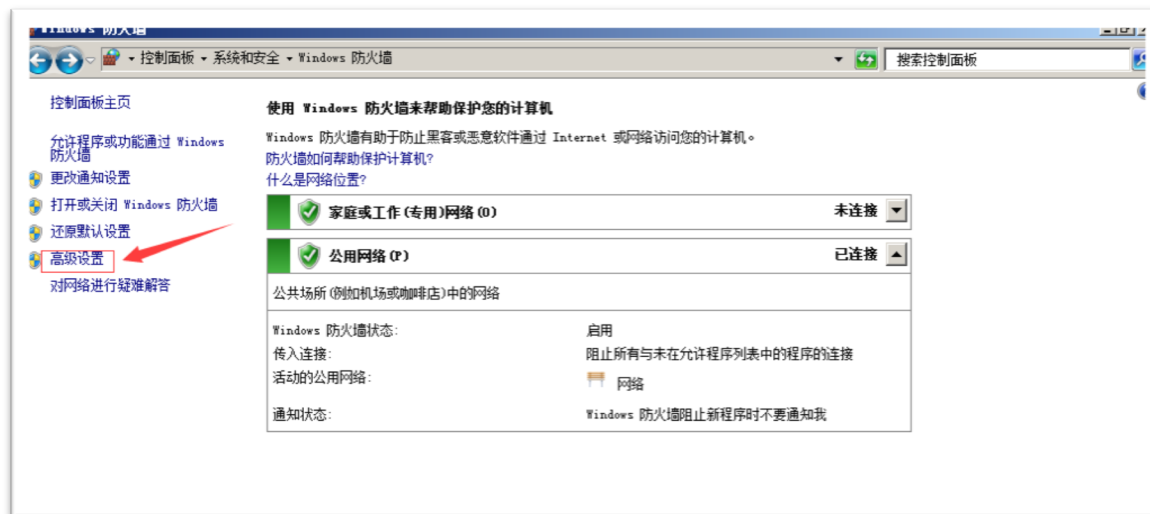 Windows 防火墙
控制面板 系统和安全 Windows 防火墙
搜索控制面板
控制面板主页
允许程序或功能通过 Windows
防火墙
更改通知设置
打开或关闭 Windows 防火墙
还原默认设置
高级设置
对网络进行疑难解答
使用 Windows 防火墙来帮助保护您的计算机
Windows 防火墙有助于防止黑客或恶意软件通过 Internet 或网络访问您的计算机。
防火墙如何帮助保护计算机?
什么是网络位置?
家庭或工作(专用)网络(O) 未连接
公用网络(P) 已连接
公共场所(例如机场或咖啡店)中的网络
Windows 防火墙状态: 启用
传入连接: 阻止所有与未在允许程序列表中的程序的连接
活动的公用网络: 网络
通知状态: Windows 防火墙阻止新程序时不要通知我